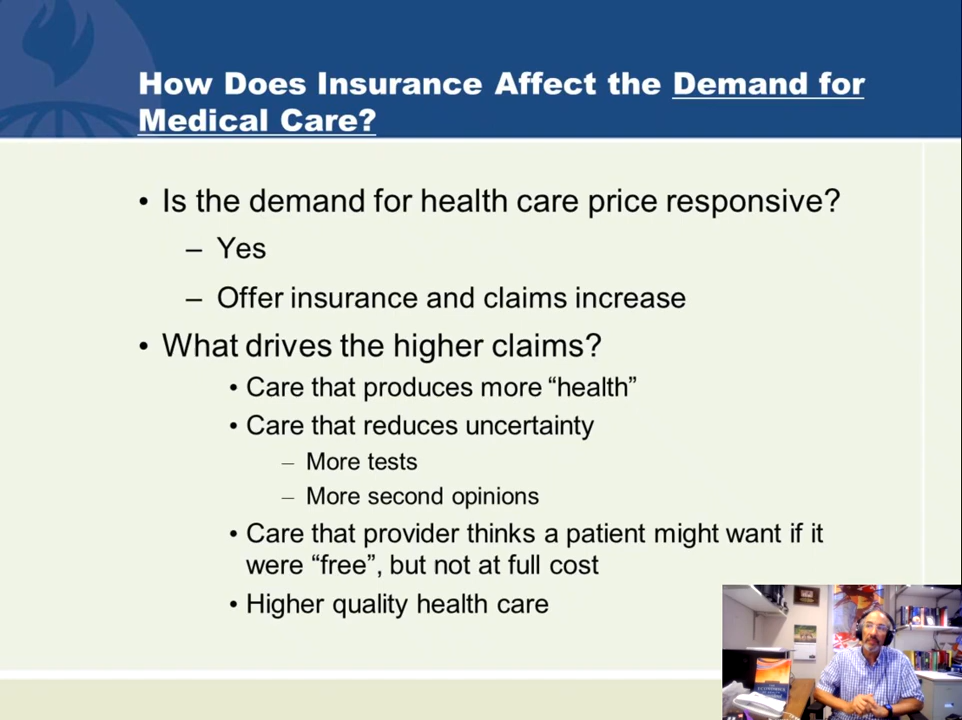 How Does Insurance Affect the Demand for
Medical Care?
• Is the demand for health care price responsive?
– Yes
– Offer insurance and claims increase
• What drives the higher claims?
• Care that produces more “health”
• Care that reduces uncertainty
– More tests
– More second opinions
• Care that provider thinks a patient might want if it
were “free”, but not at full cost
• Higher quality health care
ECONOMICS